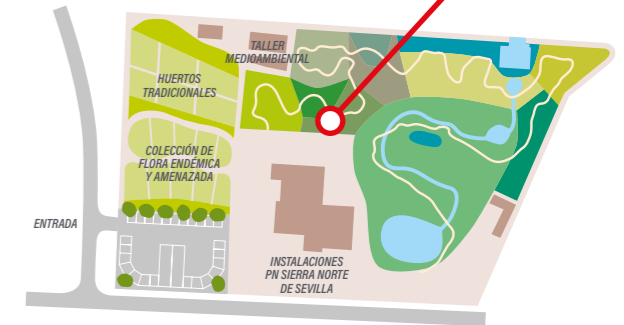 TALLER
MEDIOAMBIENTAL
HUERTOS
TRADICIONALES
COLECCIÓN DE
FLORA ENDÉMICA
Y AMENAZADA
ENTRADA
INSTALACIONES
PN SIERRA NORTE
DE SEVILLA